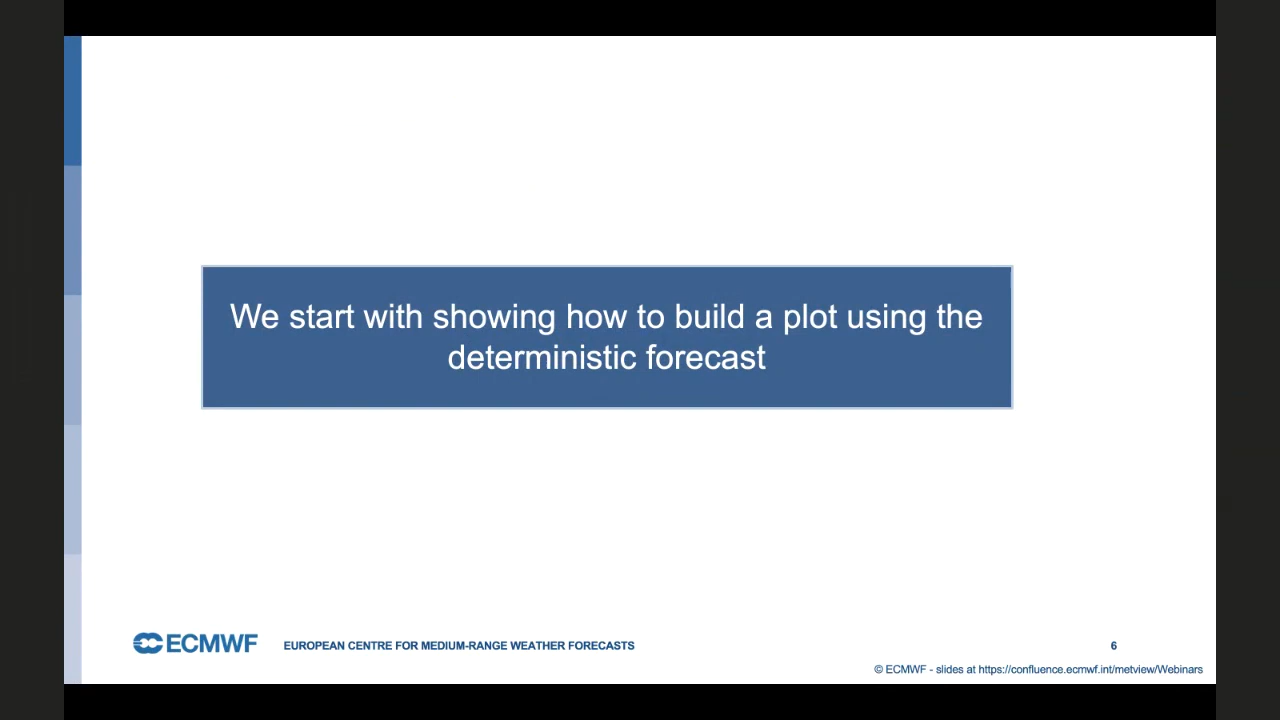 We start with showing how to build a plot using the
deterministic forecast
ECMWF
EUROPEAN CENTRE FOR MEDIUM-RANGE WEATHER FORECASTS
6
© ECMWF - slides at https://confluence.ecmwf.int/metview/Webinars